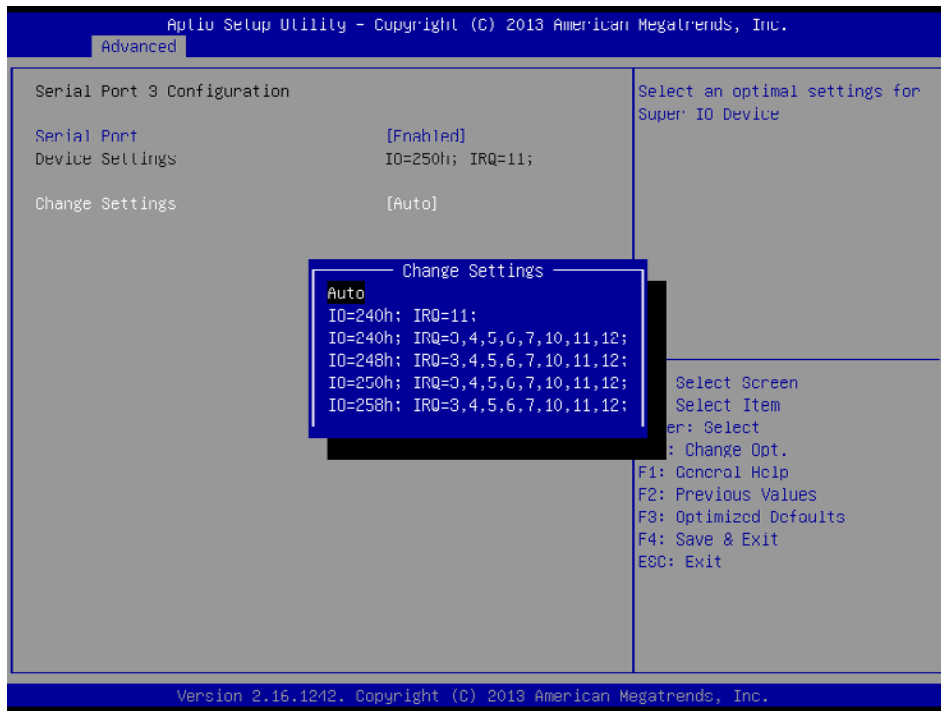 Aptio Setup Utility – Copyright (C) 2013 American Megatrends, Inc.
Advanced
Serial Port 3 Configuration
Serial Port [Enabled]
Device Settings IO=250h; IRQ=11;
Change Settings [Auto]
Select an optimal settings for
Super IO Device
Change Settings
Auto
IO=240h; IRQ=11;
IO=240h; IRQ=3,4,5,6,7,10,11,12;
IO=248h; IRQ=3,4,5,6,7,10,11,12;
IO=250h; IRQ=3,4,5,6,7,10,11,12;
IO=258h; IRQ=3,4,5,6,7,10,11,12;
Select Screen
Select Item
er: Select
: Change Opt.
F1: General Help
F2: Previous Values
F3: Optimized Defaults
F4: Save & Exit
ESC: Exit
Version 2.16.1242. Copyright (C) 2013 American Megatrends, Inc.